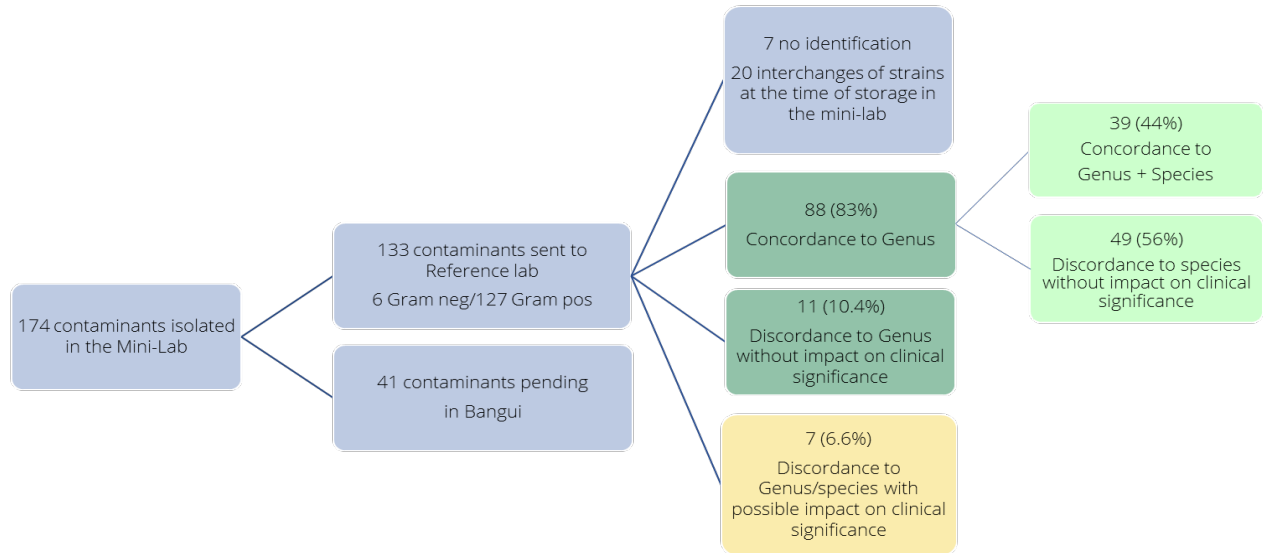 174 contaminants isolated
in the Mini-Lab
133 contaminants sent to
Reference lab
6 Gram neg/127 Gram pos
41 contaminants pending
in Bangui
7 no identification
20 interchanges of strains
at the time of storage in
the mini-lab
88 (83%)
Concordance to Genus
11 (10.4%)
Discordance to Genus
without impact on clinical
significance
7 (6.6%)
Discordance to
Genus/species with
possible impact on clinical
significance
39 (44%)
Concordance to
Genus + Species
49 (56%)
Discordance to species
without impact on clinical
significance